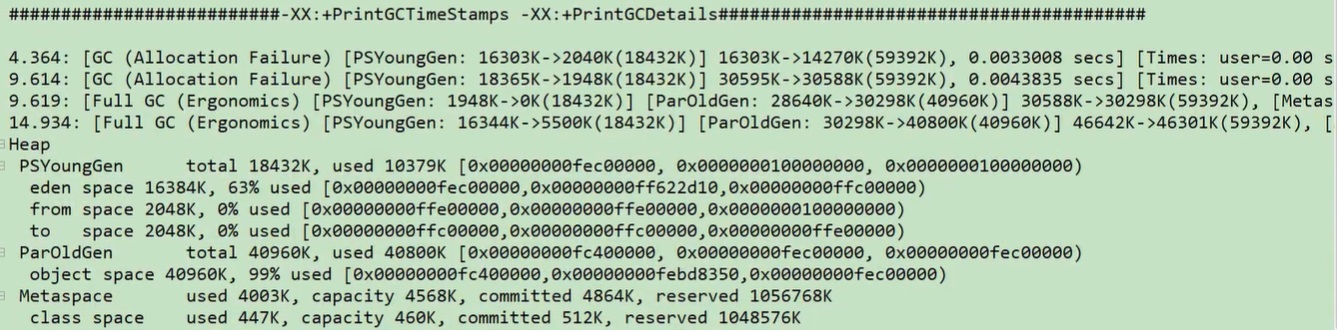 ##########################-XX:+PrintGCTimeStamps -XX:+PrintGCDetails#########################################
4.364: [GC (Allocation Failure) [PSYoungGen: 16303K->2040K(18432K)] 16303K->14270K(59392K), 0.0033008 secs] [Times: user=0.00 s
9.614: [GC (Allocation Failure) [PSYoungGen: 18365K->1948K(18432K)] 30595K->30588K(59392K), 0.0043835 secs] [Times: user=0.00 s
9.619: [Full GC (Ergonomics) [PSYoungGen: 1948K->0K(18432K)] [ParOldGen: 28640K->30298K(40960K)] 30588K->30298K(59392K), [Metas
14.934: [Full GC (Ergonomics) [PSYoungGen: 16344K->5500K(18432K)] [ParOldGen: 30298K->40800K(40960K)] 46642K->46301K(59392K), [
Heap
PSYoungGen      total 18432K, used 10379K [0x00000000fec00000, 0x0000000100000000, 0x0000000100000000)
eden space 16384K, 63% used [0x00000000fec00000,0x00000000ff622d10,0x00000000ffc00000)
from space 2048K, 0% used [0x00000000ffe00000,0x00000000ffe00000,0x0000000100000000)
to   space 2048K, 0% used [0x00000000ffc00000,0x00000000ffc00000,0x00000000ffe00000)
ParOldGen       total 40960K, used 40800K [0x00000000fc400000, 0x00000000fec00000, 0x00000000fec00000)
object space 40960K, 99% used [0x00000000fc400000,0x00000000febd8350,0x00000000fec00000)
Metaspace       used 4003K, capacity 4568K, committed 4864K, reserved 1056768K
class space    used 447K, capacity 460K, committed 512K, reserved 1048576K